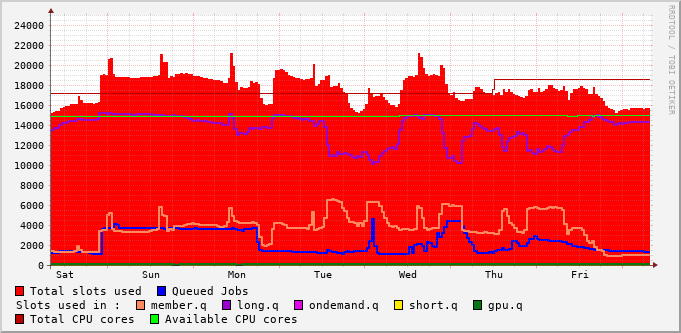 24000
22000
20000
18000
16000
14000
12000
10000
8000
6000
4000
2000
0
Sat Sun Mon Tue Wed Thu Fri
RRDTOOL / TOBI OETIKER
Total slots used Queued Jobs
Slots used in : member.q long.q ondemand.q short.q gpu.q
Total CPU cores Available CPU cores